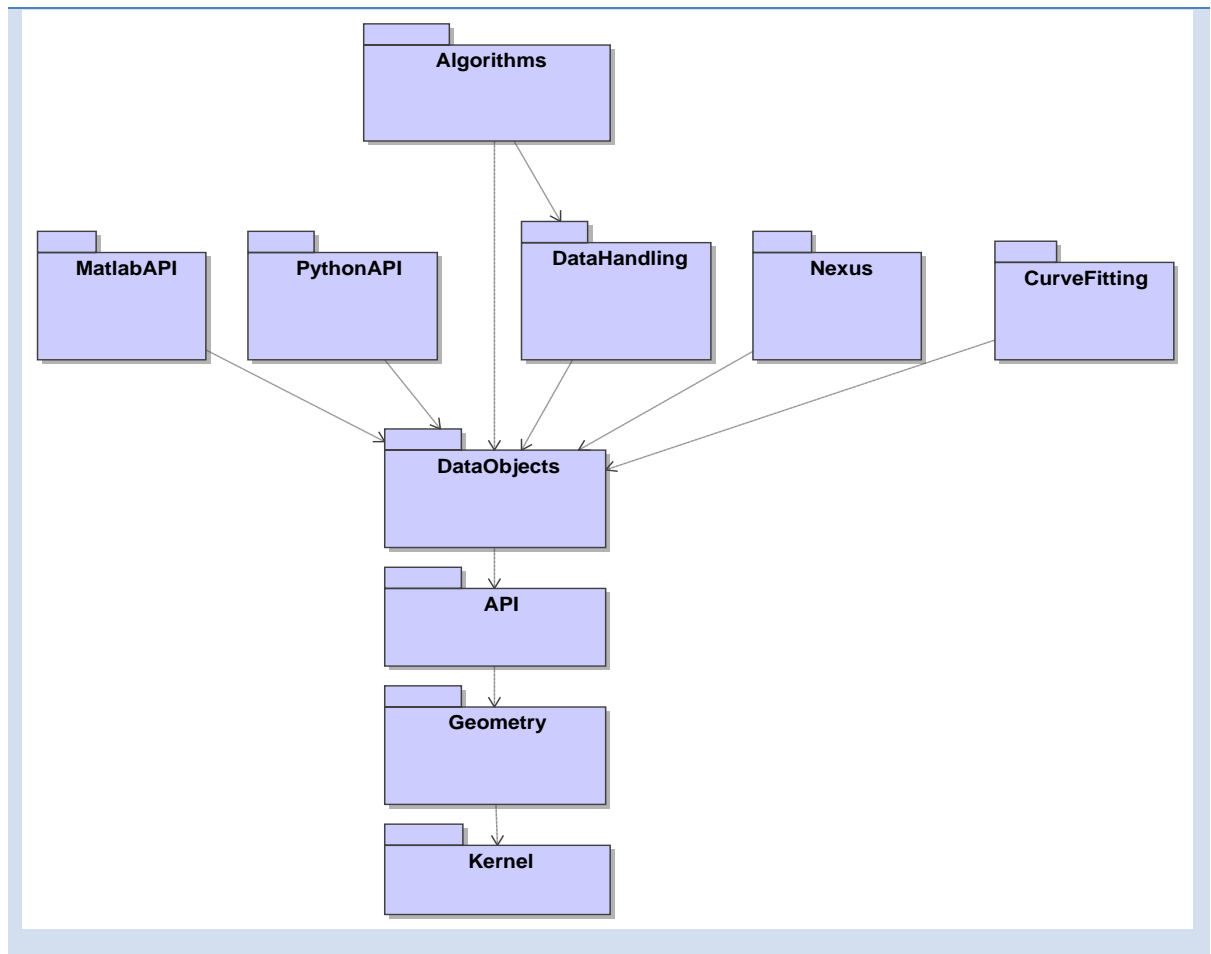 Algorithms
MatlabAPI
PythonAPI
DataHandling
Nexus
CurveFitting
DataObjects
API
Geometry
Kernel